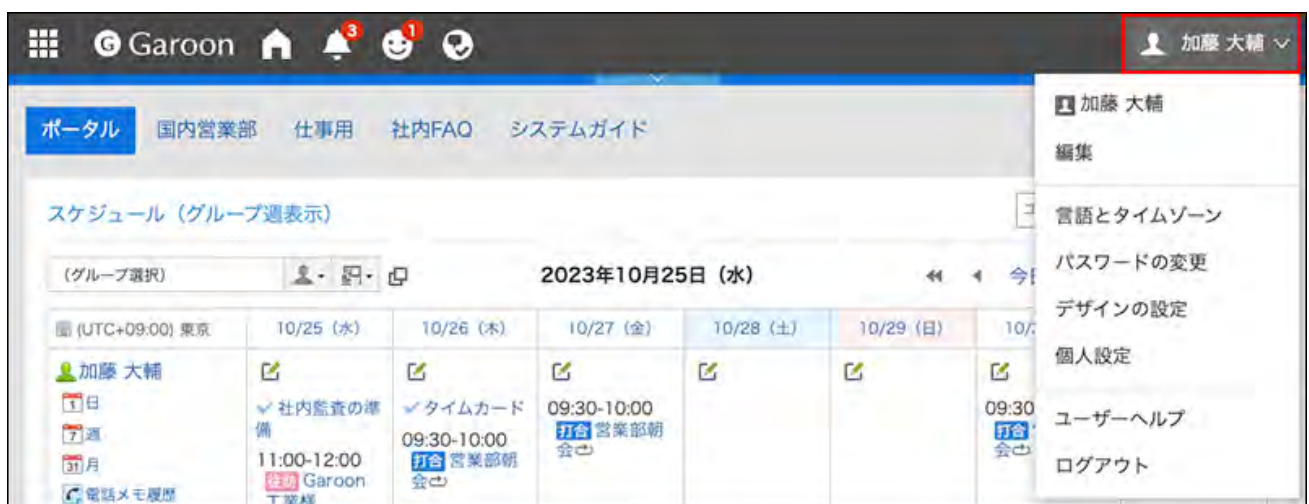 Garoon 3 1 加藤 大輔
加藤 大輔
編集
言語とタイムゾーン
パスワードの変更
デザインの設定
個人設定
ユーザーヘルプ
ログアウト
ポータル 国内営業部 仕事用 社内FAQ システムガイド
スケジュール（グループ週表示）
（グループ選択） 2023年10月25日（水）
(UTC+09:00) 東京 10/25（水） 10/26（木） 10/27（金） 10/28（土） 10/29（日）
加藤 大輔
1 日
7 週
31 月
電話メモ履歴
社内監査の準
備
11:00-12:00
往訪 Garoon
工業様
タイムカード
09:30-10:00
打合 営業部朝
会
09:30-10:00
打合 営業部朝
会
09:30
打合
会